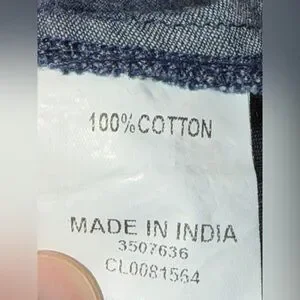 100% COTTON
MADE IN INDIA
3507636
CL0081564